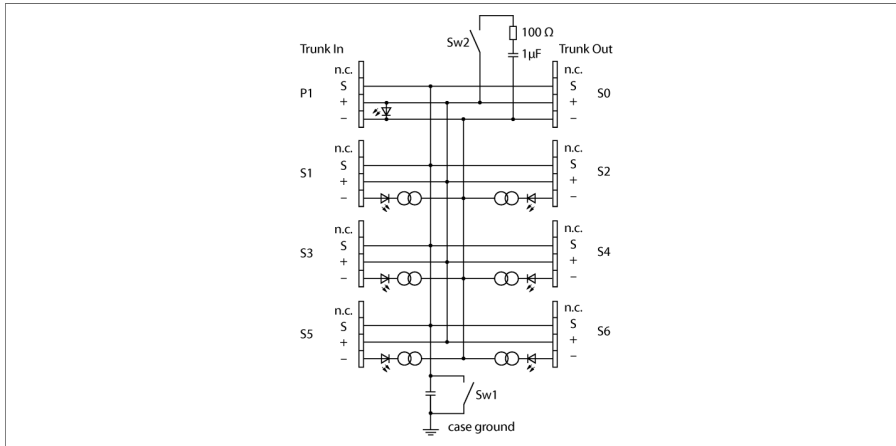 100 Ω
Sw2
1µF
Trunk In
Trunk Out
n.c.
n.c.
S
S
P1
S0
+
+
–
–
n.c.
n.c.
S
S
S1
S2
+
+
–
–
n.c.
n.c.
S
S
S3
S4
+
+
–
–
n.c.
n.c.
S
S
S5
S6
+
+
–
–
Sw1
case ground